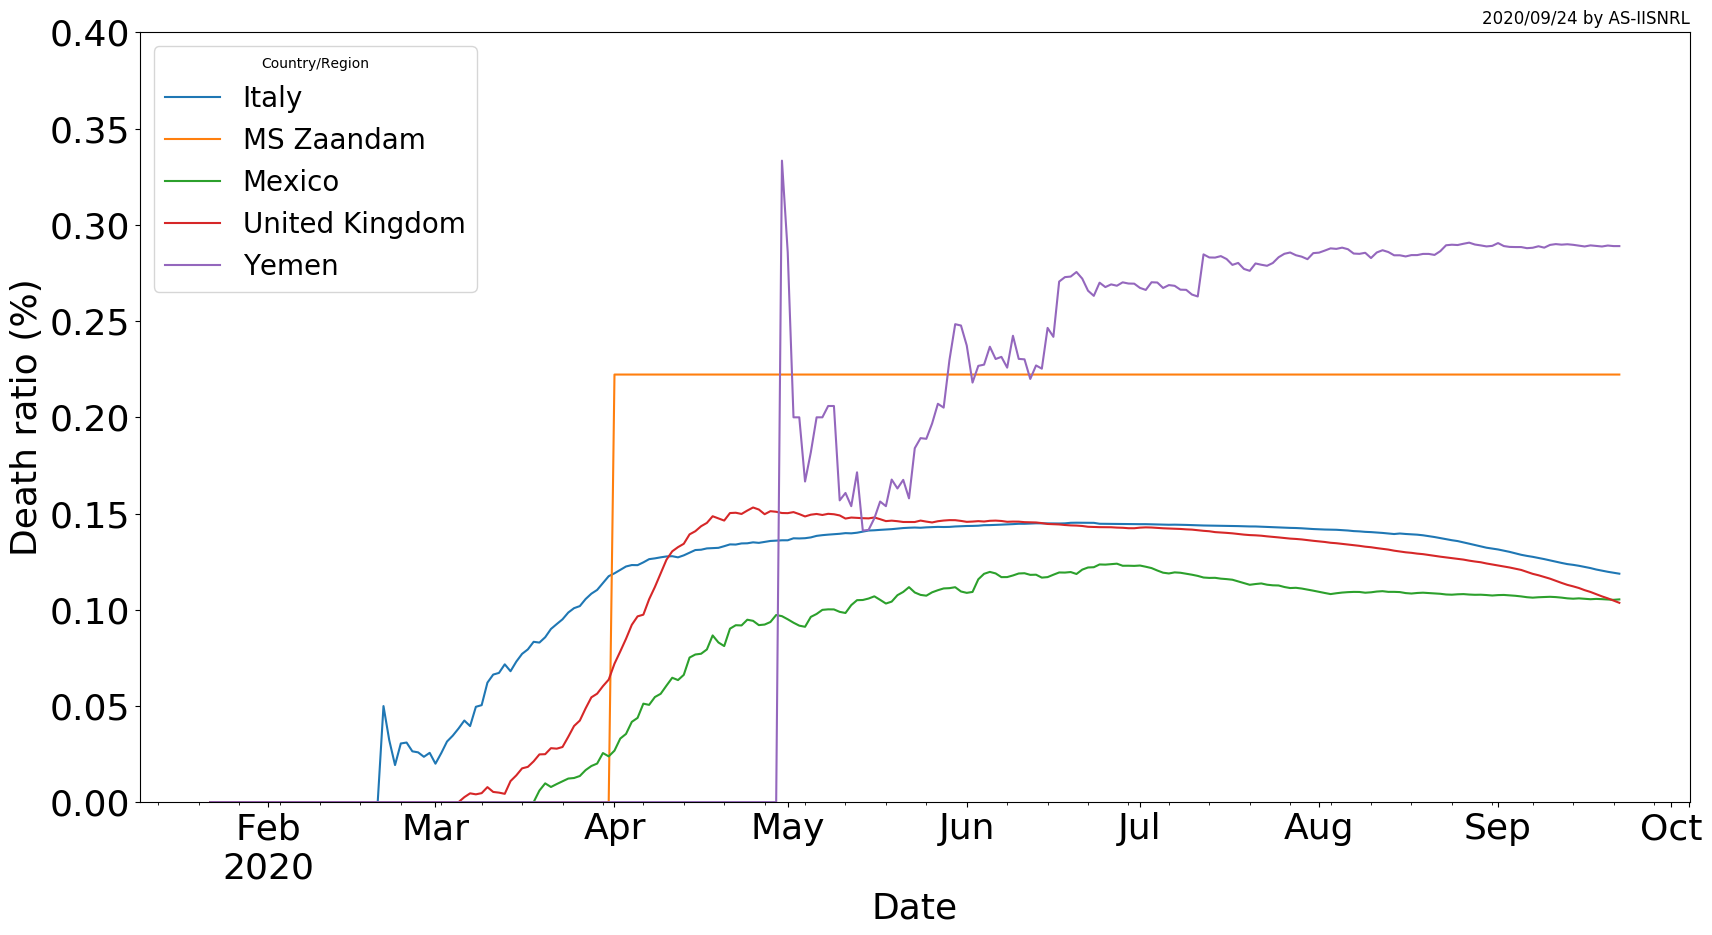 2020/09/24 by AS-IISNRL
Country/Region
Italy
MS Zaandam
Mexico
United Kingdom
Yemen
Death ratio (%)
0.40
0.35
0.30
0.25
0.20
0.15
0.10
0.05
0.00
Feb Mar Apr May Jun Jul Aug Sep Oct
2020
Date